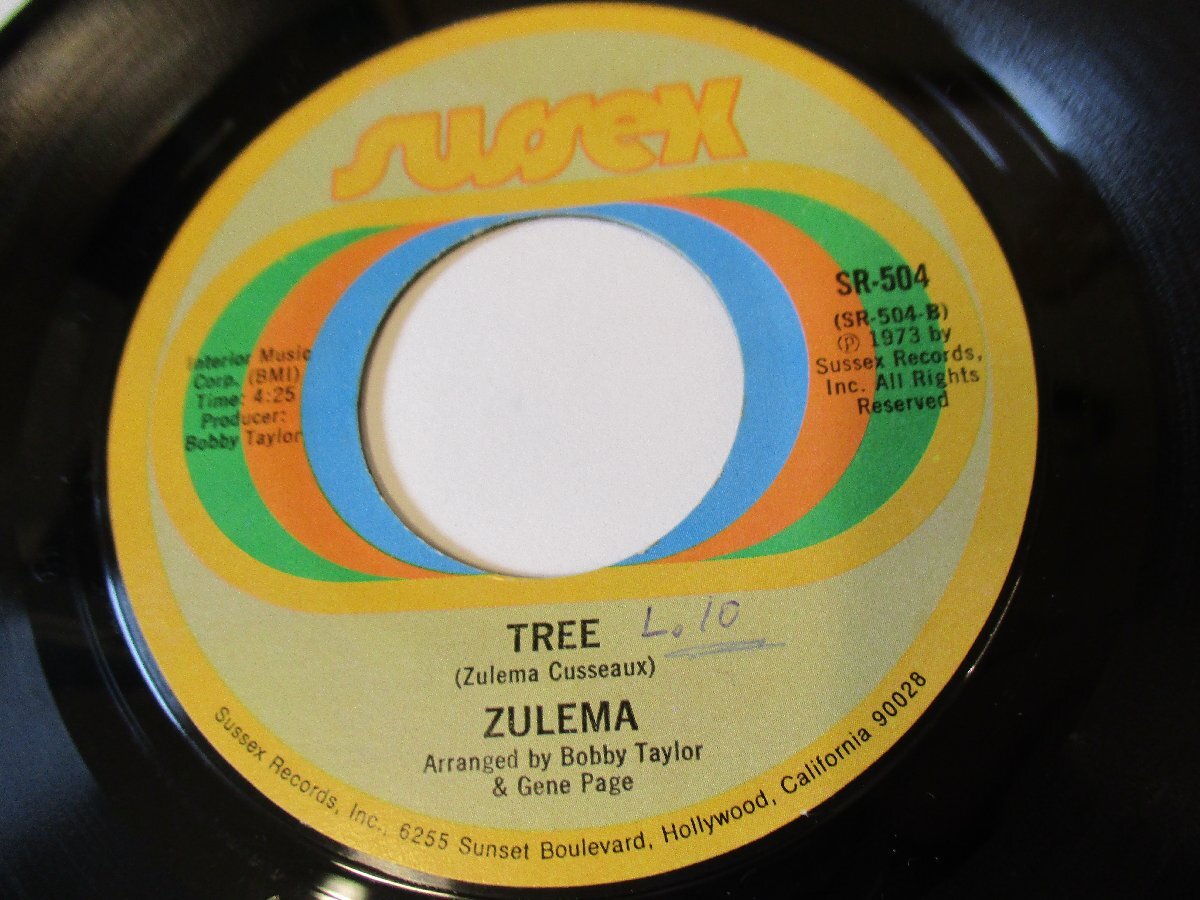 sussex
SR-504
(SR-504-B)
℗ 1973 by
Sussex Records,
Inc. All Rights
Reserved
Interior Music
Corp. (BMI)
Time: 4:25
Producer:
Bobby Taylor
TREE L. 10
(Zulema Cusseaux)
ZULEMA
Arranged by Bobby Taylor
& Gene Page
Sussex Records, Inc., 6255 Sunset Boulevard, Hollywood, California 90028